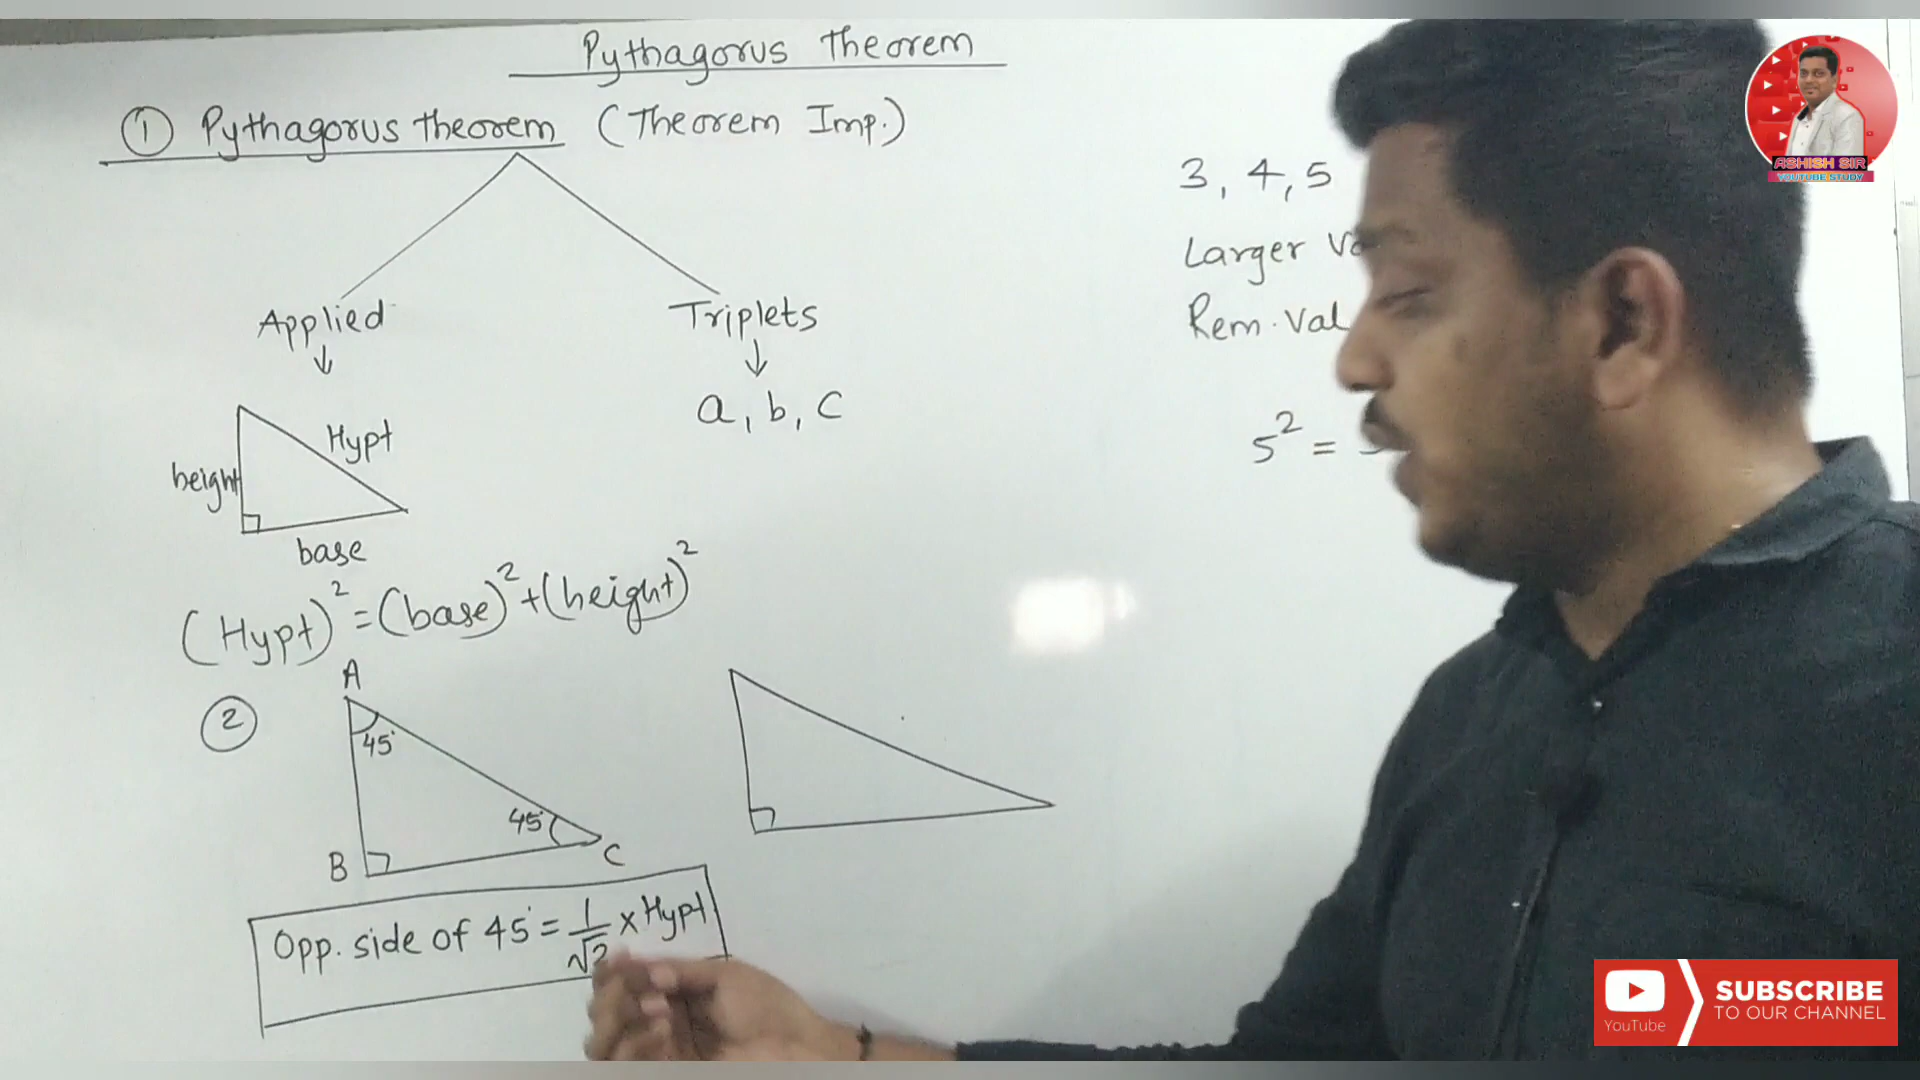 Pythagorus Theorem
① Pythagorus theorem (Theorem Imp.)
Applied
Triplets
a, b, c
height
Hypt
base
(Hypt)² = (base)² + (height)²
②
A
45°
45°
B
C
Opp. side of 45° = 1/√2 × Hypt
3, 4, 5
Larger
Rem. Val
5² =
ASHISH SIR
YOUTUBE STUDY
YouTube
SUBSCRIBE
TO OUR CHANNEL